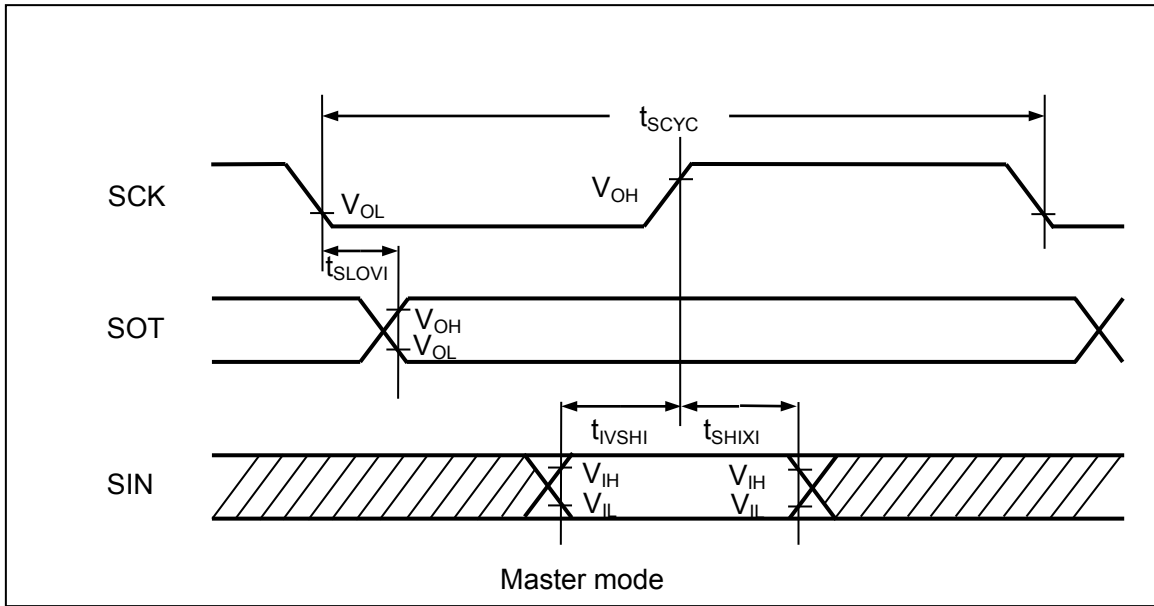 tSCYC
SCK
VOL
VOH
tSLOVI
SOT
VOH
VOL
tIVSHI
tSHIXI
SIN
VIH
VIL
VIH
VIL
Master mode